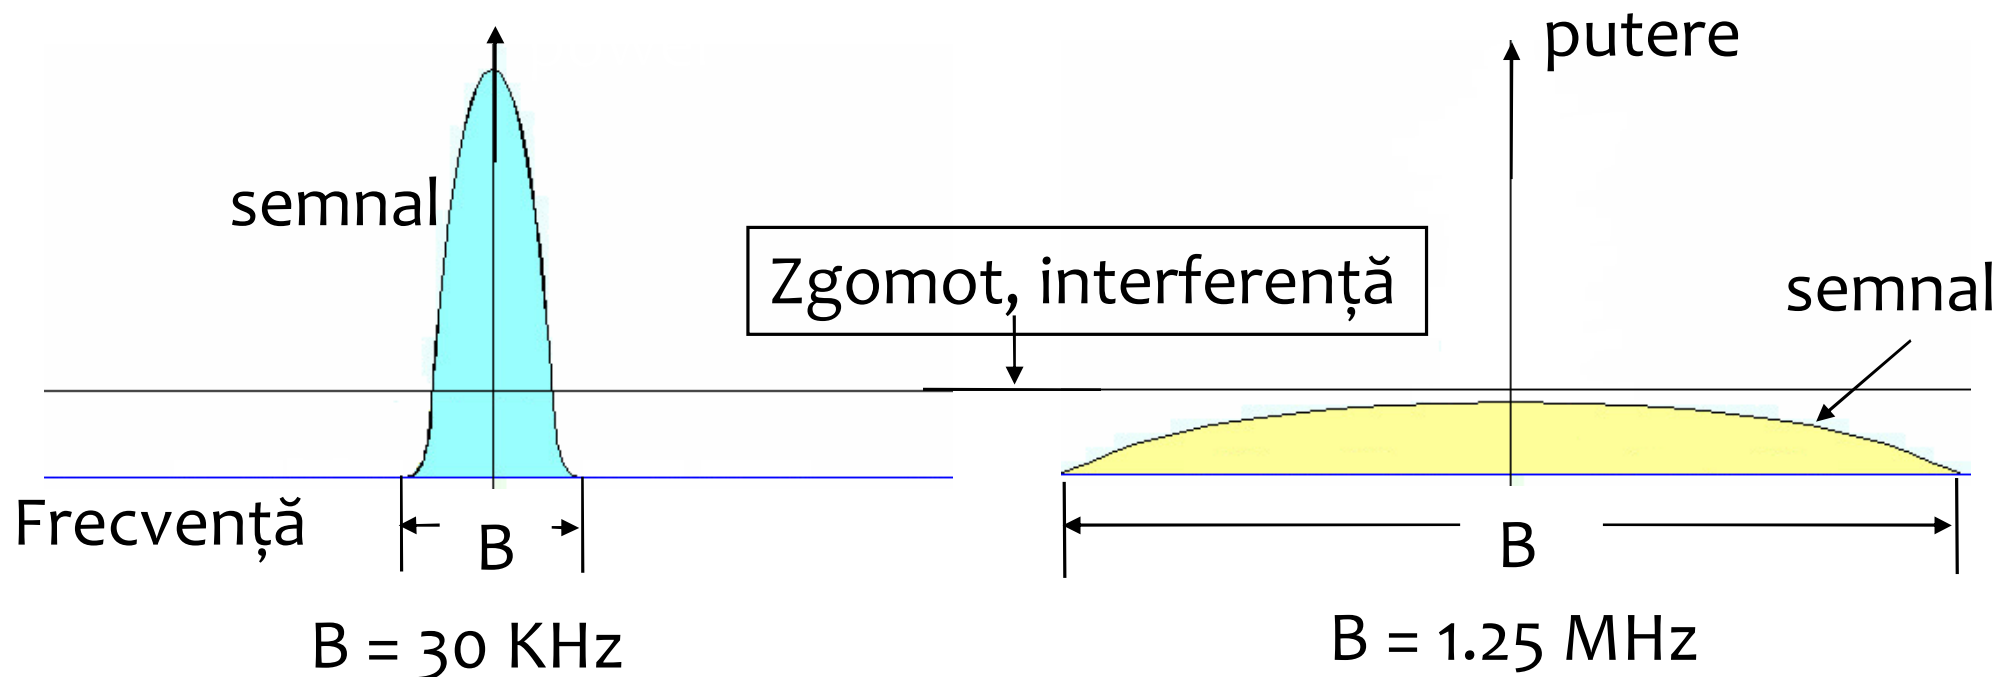 putere
semnal
Zgomot, interferență
semnal
Frecvență
B
B
B = 30 KHz
B = 1.25 MHz